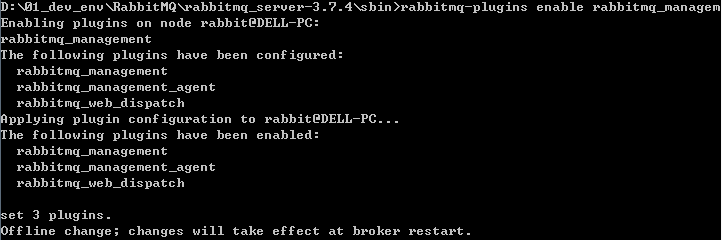 D:\01_dev_env\RabbitMQ\rabbitmq_server-3.7.4\sbin>rabbitmq-plugins enable rabbitmq_managem
Enabling plugins on node rabbit@DELL-PC:
rabbitmq_management
The following plugins have been configured:
  rabbitmq_management
  rabbitmq_management_agent
  rabbitmq_web_dispatch
Applying plugin configuration to rabbit@DELL-PC...
The following plugins have been enabled:
  rabbitmq_management
  rabbitmq_management_agent
  rabbitmq_web_dispatch

set 3 plugins.
Offline change; changes will take effect at broker restart.